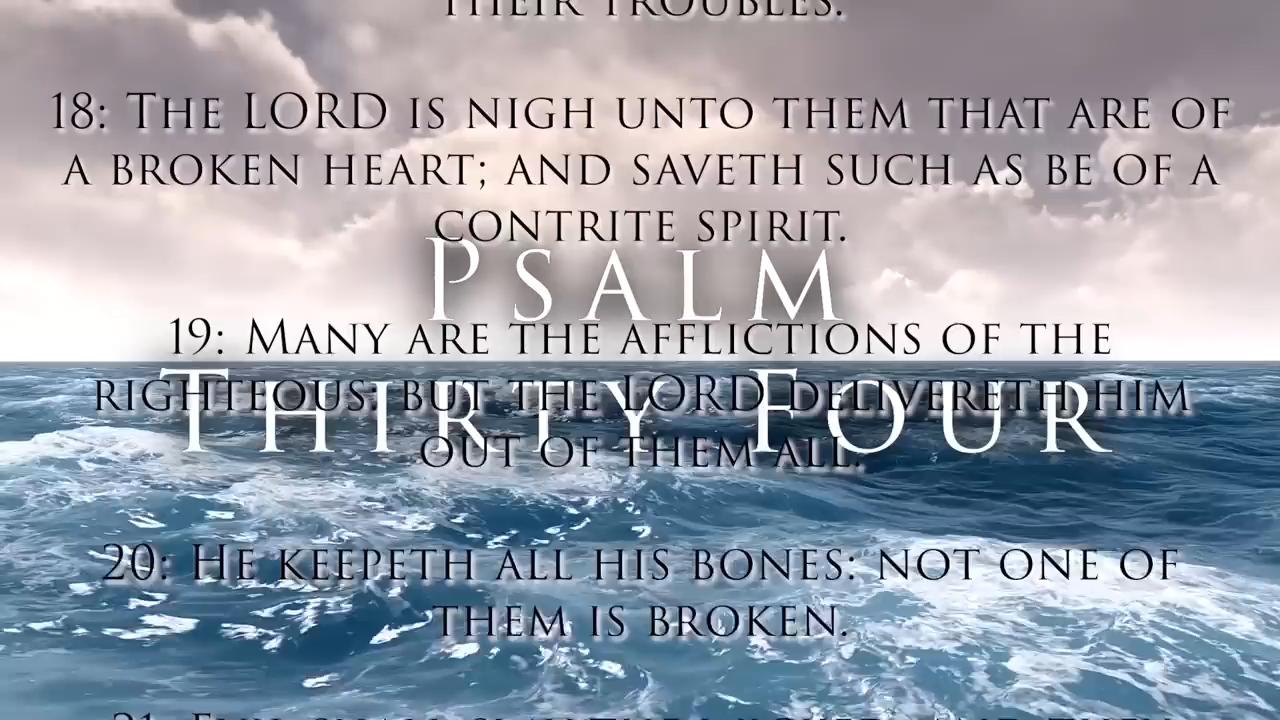 THEIR TROUBLES.
18: THE LORD IS NIGH UNTO THEM THAT ARE OF
A BROKEN HEART; AND SAVETH SUCH AS BE OF A
CONTRITE SPIRIT.
PSALM
19: MANY ARE THE AFFLICTIONS OF THE
RIGHTEOUS: BUT THE LORD DELIVERETH HIM
THIRTY FOUR
OUT OF THEM ALL.
20: HE KEEPETH ALL HIS BONES: NOT ONE OF
THEM IS BROKEN.